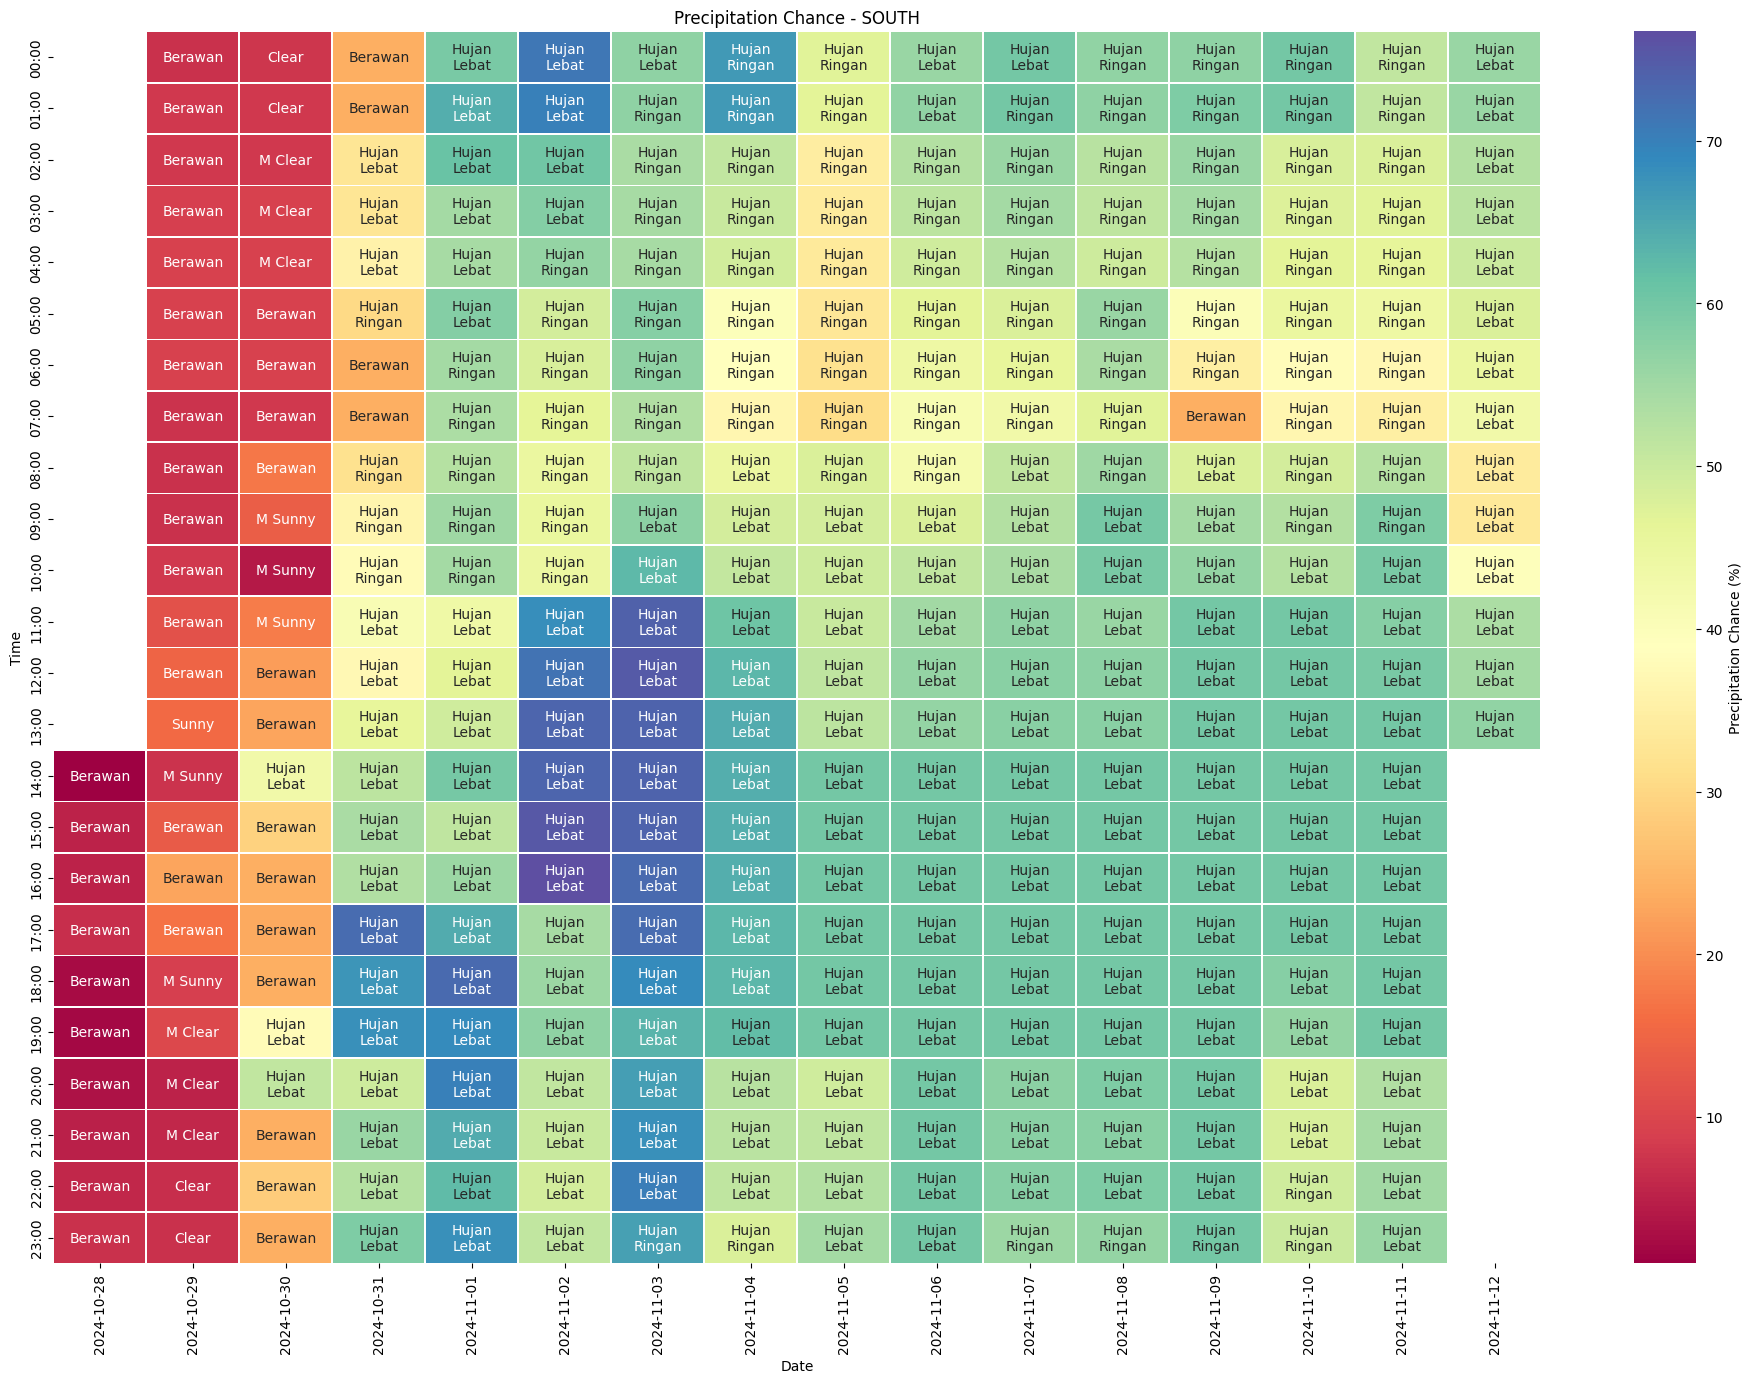 Precipitation Chance - SOUTH
00:00 Berawan Clear Berawan Hujan Lebat Hujan Lebat Hujan Lebat Hujan Ringan Hujan Ringan Hujan Lebat Hujan Lebat Hujan Ringan Hujan Ringan Hujan Ringan Hujan Ringan Hujan Lebat
01:00 Berawan Clear Berawan Hujan Lebat Hujan Lebat Hujan Ringan Hujan Ringan Hujan Ringan Hujan Lebat Hujan Ringan Hujan Ringan Hujan Ringan Hujan Ringan Hujan Ringan Hujan Lebat
02:00 Berawan M Clear Hujan Lebat Hujan Lebat Hujan Lebat Hujan Ringan Hujan Ringan Hujan Ringan Hujan Ringan Hujan Ringan Hujan Ringan Hujan Ringan Hujan Ringan Hujan Ringan Hujan Lebat
03:00 Berawan M Clear Hujan Lebat Hujan Lebat Hujan Lebat Hujan Ringan Hujan Ringan Hujan Ringan Hujan Ringan Hujan Ringan Hujan Ringan Hujan Ringan Hujan Ringan Hujan Ringan Hujan Lebat
04:00 Berawan M Clear Hujan Lebat Hujan Lebat Hujan Ringan Hujan Ringan Hujan Ringan Hujan Ringan Hujan Ringan Hujan Ringan Hujan Ringan Hujan Ringan Hujan Ringan Hujan Ringan Hujan Lebat
05:00 Berawan Berawan Hujan Ringan Hujan Lebat Hujan Ringan Hujan Ringan Hujan Ringan Hujan Ringan Hujan Ringan Hujan Ringan Hujan Ringan Hujan Ringan Hujan Ringan Hujan Ringan Hujan Lebat
06:00 Berawan Berawan Berawan Hujan Ringan Hujan Ringan Hujan Ringan Hujan Ringan Hujan Ringan Hujan Ringan Hujan Ringan Hujan Ringan Hujan Ringan Hujan Ringan Hujan Ringan Hujan Lebat
07:00 Berawan Berawan Berawan Hujan Ringan Hujan Ringan Hujan Ringan Hujan Ringan Hujan Ringan Hujan Ringan Hujan Ringan Hujan Ringan Berawan Hujan Ringan Hujan Ringan Hujan Lebat
08:00 Berawan Berawan Hujan Ringan Hujan Ringan Hujan Ringan Hujan Ringan Hujan Lebat Hujan Ringan Hujan Ringan Hujan Lebat Hujan Ringan Hujan Lebat Hujan Ringan Hujan Ringan Hujan Lebat
09:00 Berawan M Sunny Hujan Ringan Hujan Ringan Hujan Ringan Hujan Lebat Hujan Lebat Hujan Lebat Hujan Lebat Hujan Lebat Hujan Lebat Hujan Lebat Hujan Ringan Hujan Ringan Hujan Lebat
10:00 Berawan M Sunny Hujan Ringan Hujan Ringan Hujan Ringan Hujan Lebat Hujan Lebat Hujan Lebat Hujan Lebat Hujan Lebat Hujan Lebat Hujan Lebat Hujan Lebat Hujan Lebat Hujan Lebat
11:00 Berawan M Sunny Hujan Lebat Hujan Lebat Hujan Lebat Hujan Lebat Hujan Lebat Hujan Lebat Hujan Lebat Hujan Lebat Hujan Lebat Hujan Lebat Hujan Lebat Hujan Lebat Hujan Lebat
12:00 Berawan Berawan Hujan Lebat Hujan Lebat Hujan Lebat Hujan Lebat Hujan Lebat Hujan Lebat Hujan Lebat Hujan Lebat Hujan Lebat Hujan Lebat Hujan Lebat Hujan Lebat Hujan Lebat
13:00 Sunny Berawan Hujan Lebat Hujan Lebat Hujan Lebat Hujan Lebat Hujan Lebat Hujan Lebat Hujan Lebat Hujan Lebat Hujan Lebat Hujan Lebat Hujan Lebat Hujan Lebat Hujan Lebat
14:00 Berawan M Sunny Hujan Lebat Hujan Lebat Hujan Lebat Hujan Lebat Hujan Lebat Hujan Lebat Hujan Lebat Hujan Lebat Hujan Lebat Hujan Lebat Hujan Lebat Hujan Lebat Hujan Lebat
15:00 Berawan Berawan Berawan Hujan Lebat Hujan Lebat Hujan Lebat Hujan Lebat Hujan Lebat Hujan Lebat Hujan Lebat Hujan Lebat Hujan Lebat Hujan Lebat Hujan Lebat Hujan Lebat
16:00 Berawan Berawan Berawan Hujan Lebat Hujan Lebat Hujan Lebat Hujan Lebat Hujan Lebat Hujan Lebat Hujan Lebat Hujan Lebat Hujan Lebat Hujan Lebat Hujan Lebat Hujan Lebat
17:00 Berawan Berawan Berawan Hujan Lebat Hujan Lebat Hujan Lebat Hujan Lebat Hujan Lebat Hujan Lebat Hujan Lebat Hujan Lebat Hujan Lebat Hujan Lebat Hujan Lebat Hujan Lebat
18:00 Berawan M Sunny Berawan Hujan Lebat Hujan Lebat Hujan Lebat Hujan Lebat Hujan Lebat Hujan Lebat Hujan Lebat Hujan Lebat Hujan Lebat Hujan Lebat Hujan Lebat Hujan Lebat
19:00 Berawan M Clear Hujan Lebat Hujan Lebat Hujan Lebat Hujan Lebat Hujan Lebat Hujan Lebat Hujan Lebat Hujan Lebat Hujan Lebat Hujan Lebat Hujan Lebat Hujan Lebat Hujan Lebat
20:00 Berawan M Clear Hujan Lebat Hujan Lebat Hujan Lebat Hujan Lebat Hujan Lebat Hujan Lebat Hujan Lebat Hujan Lebat Hujan Lebat Hujan Lebat Hujan Lebat Hujan Lebat Hujan Lebat
21:00 Berawan M Clear Berawan Hujan Lebat Hujan Lebat Hujan Lebat Hujan Lebat Hujan Lebat Hujan Lebat Hujan Lebat Hujan Lebat Hujan Lebat Hujan Lebat Hujan Lebat Hujan Lebat
22:00 Berawan Clear Berawan Hujan Lebat Hujan Lebat Hujan Lebat Hujan Lebat Hujan Lebat Hujan Lebat Hujan Lebat Hujan Lebat Hujan Lebat Hujan Lebat Hujan Ringan Hujan Lebat
23:00 Berawan Clear Berawan Hujan Lebat Hujan Lebat Hujan Lebat Hujan Ringan Hujan Ringan Hujan Lebat Hujan Lebat Hujan Ringan Hujan Ringan Hujan Ringan Hujan Ringan Hujan Lebat
Time
2024-10-28 2024-10-29 2024-10-30 2024-10-31 2024-11-01 2024-11-02 2024-11-03 2024-11-04 2024-11-05 2024-11-06 2024-11-07 2024-11-08 2024-11-09 2024-11-10 2024-11-11 2024-11-12
Date
70
60
50
40
30
20
10
Precipitation Chance (%)